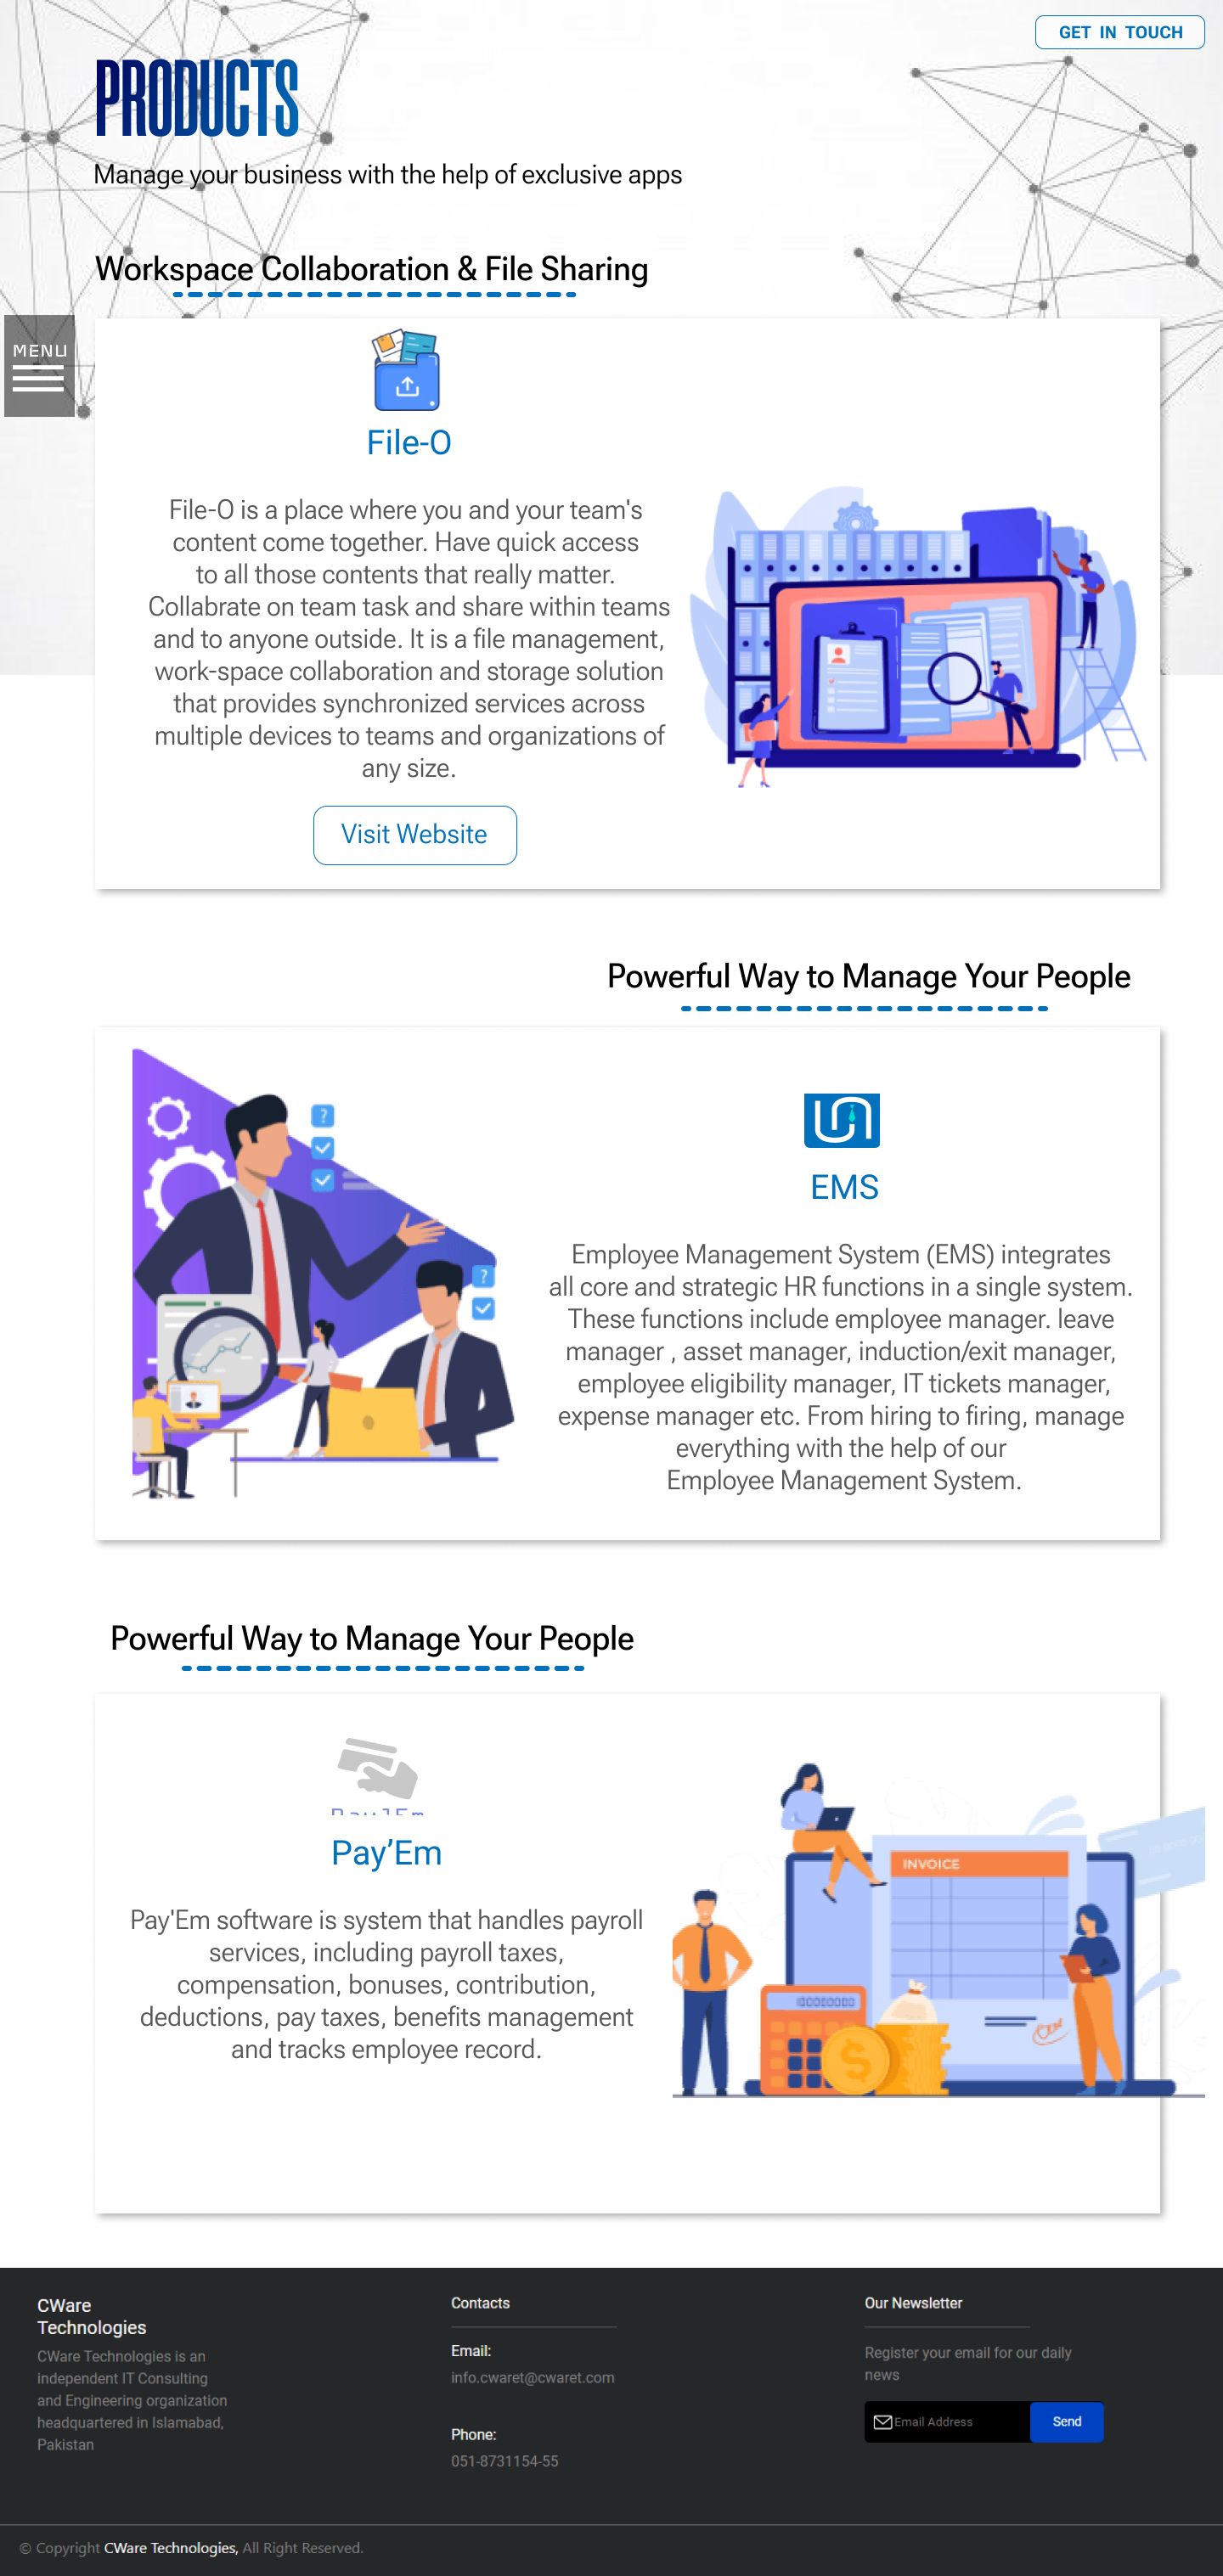 GET IN TOUCH
PRODUCTS
Manage your business with the help of exclusive apps
Workspace Collaboration & File Sharing
MENU
File-O
File-O is a place where you and your team's
content come together. Have quick access
to all those contents that really matter.
Collabrate on team task and share within teams
and to anyone outside. It is a file management,
work-space collaboration and storage solution
that provides synchronized services across
multiple devices to teams and organizations of
any size.
Visit Website
Powerful Way to Manage Your People
EMS
Employee Management System (EMS) integrates
all core and strategic HR functions in a single system.
These functions include employee manager. leave
manager , asset manager, induction/exit manager,
employee eligibility manager, IT tickets manager,
expense manager etc. From hiring to firing, manage
everything with the help of our
Employee Management System.
Powerful Way to Manage Your People
Pay’Em
Pay'Em software is system that handles payroll
services, including payroll taxes,
compensation, bonuses, contribution,
deductions, pay taxes, benefits management
and tracks employee record.
INVOICE
CWare
Technologies
CWare Technologies is an
independent IT Consulting
and Engineering organization
headquartered in Islamabad,
Pakistan
Contacts
Email:
info.cwaret@cwaret.com
Phone:
051-8731154-55
Our Newsletter
Register your email for our daily
news
Email Address
Send
© Copyright CWare Technologies, All Right Reserved.